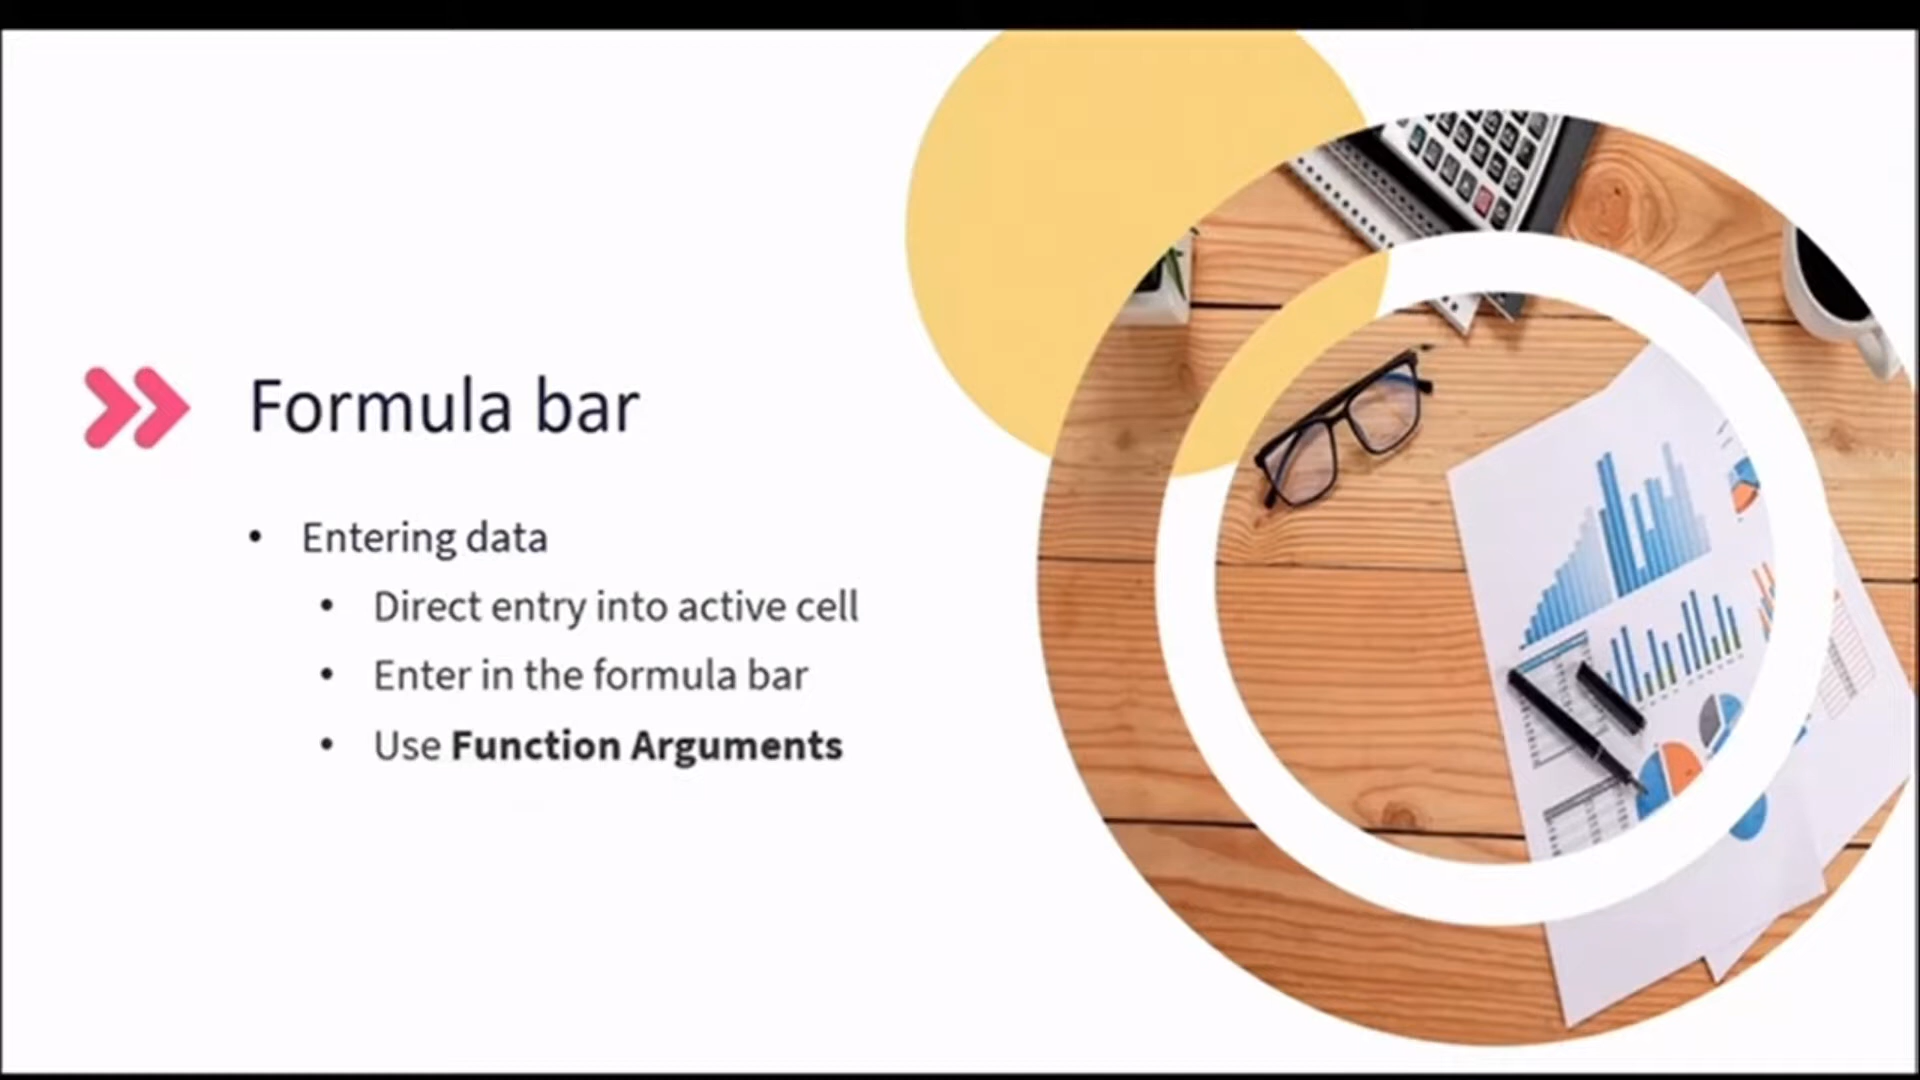 Formula bar
• Entering data
• Direct entry into active cell
• Enter in the formula bar
• Use Function Arguments